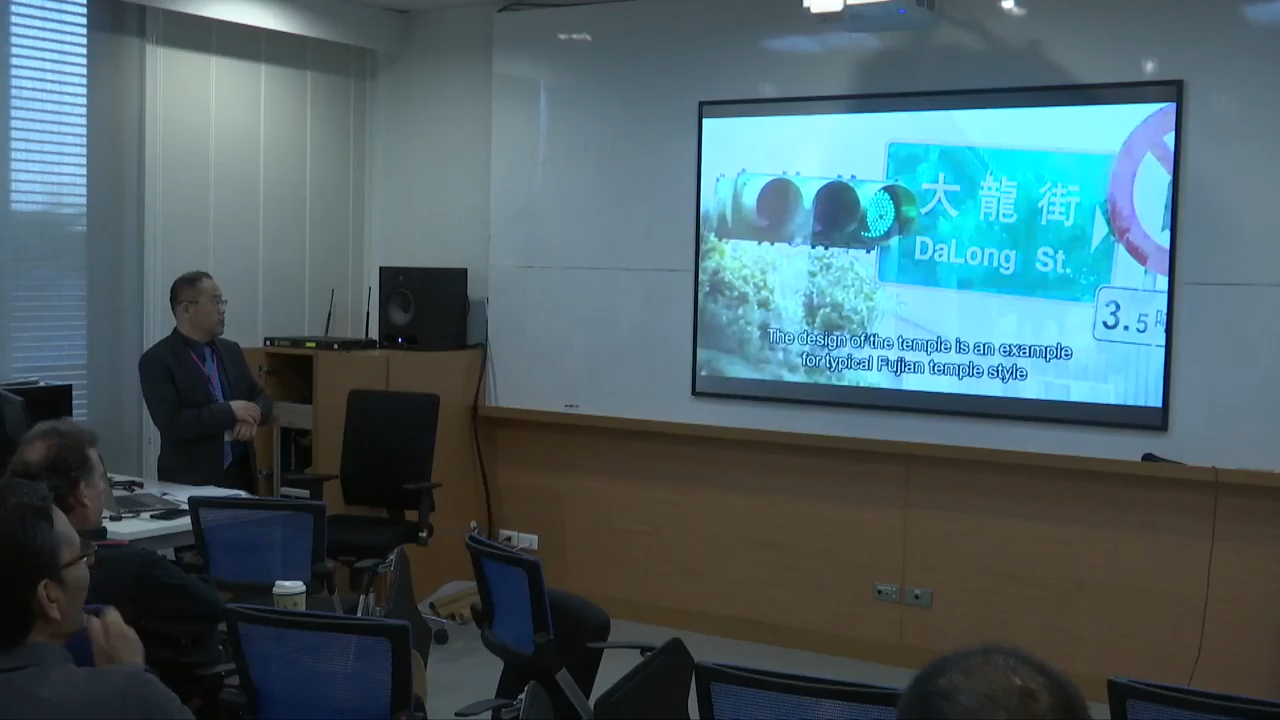 大龍街
DaLong St.
3.5
The design of the temple is an example
for typical Fujian temple style